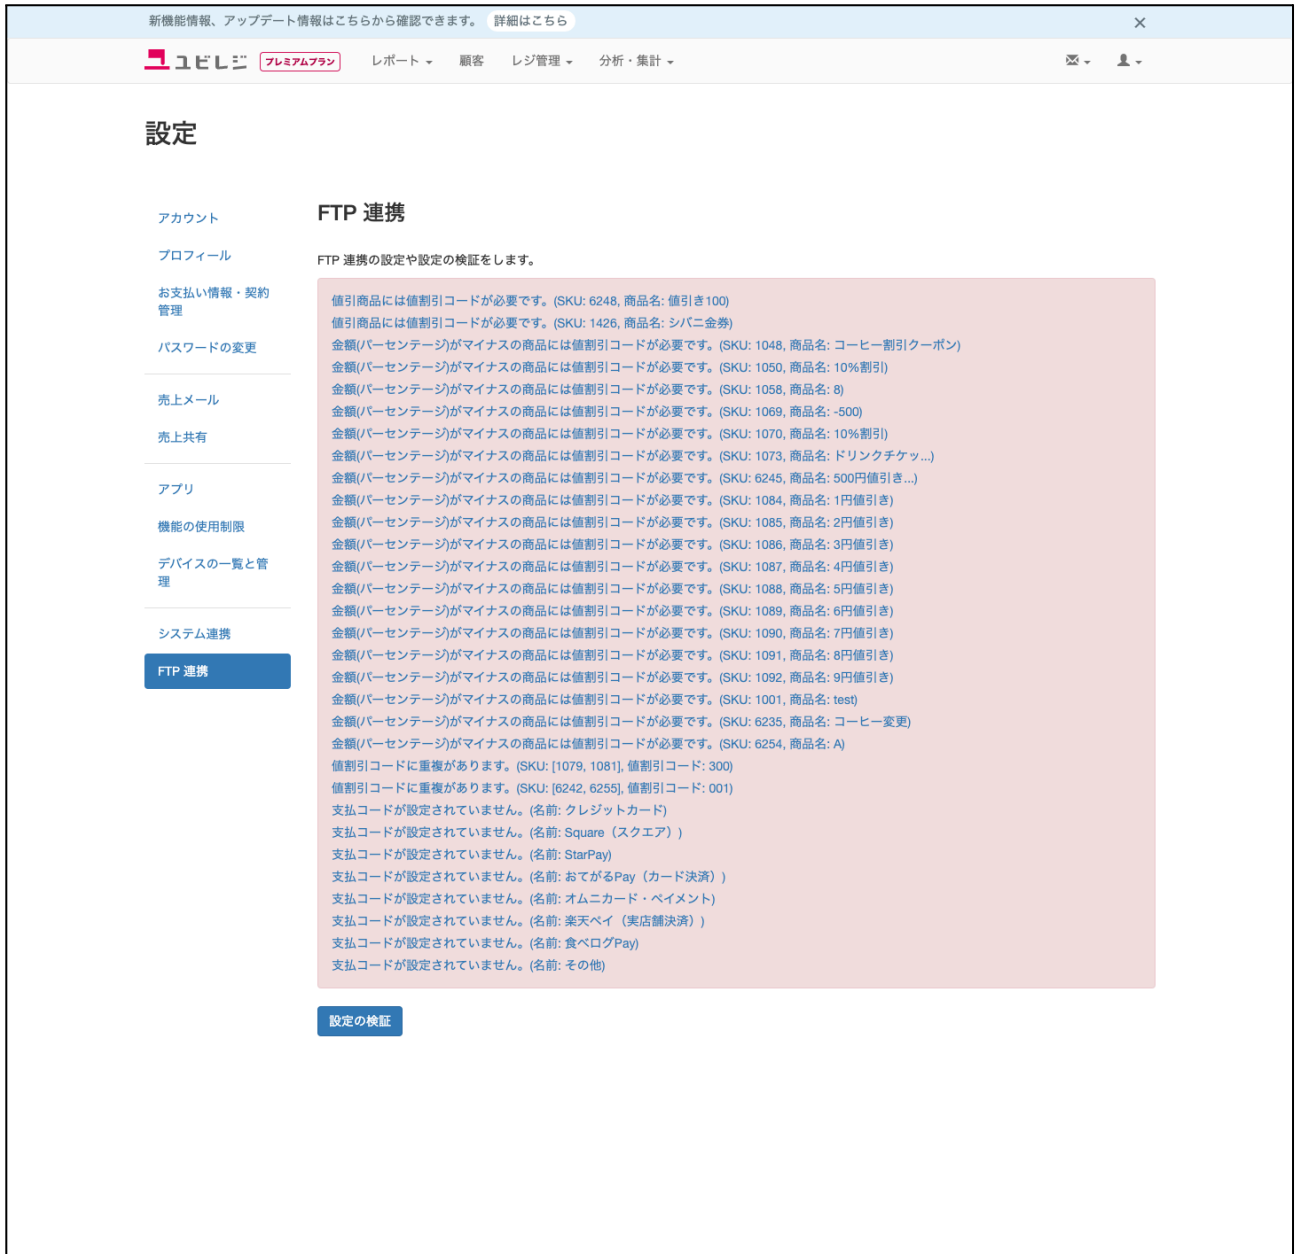 新機能情報、アップデート情報はこちらから確認できます。 詳細はこちら ×
ユビレジ プレミアムプラン レポート 顧客 レジ管理 分析・集計
設定
アカウント
プロフィール
お支払い情報・契約
管理
パスワードの変更
売上メール
売上共有
アプリ
機能の使用制限
デバイスの一覧と管
理
システム連携
FTP 連携
FTP 連携
FTP 連携の設定や設定の検証をします。
値引商品には値割引コードが必要です。(SKU: 6248, 商品名: 値引き100)
値引商品には値割引コードが必要です。(SKU: 1426, 商品名: シバニ金券)
金額(パーセンテージ)がマイナスの商品には値割引コードが必要です。(SKU: 1048, 商品名: コーヒー割引クーポン)
金額(パーセンテージ)がマイナスの商品には値割引コードが必要です。(SKU: 1050, 商品名: 10%割引)
金額(パーセンテージ)がマイナスの商品には値割引コードが必要です。(SKU: 1058, 商品名: 8)
金額(パーセンテージ)がマイナスの商品には値割引コードが必要です。(SKU: 1069, 商品名: -500)
金額(パーセンテージ)がマイナスの商品には値割引コードが必要です。(SKU: 1070, 商品名: 10%割引)
金額(パーセンテージ)がマイナスの商品には値割引コードが必要です。(SKU: 1073, 商品名: ドリンクチケッ...)
金額(パーセンテージ)がマイナスの商品には値割引コードが必要です。(SKU: 6245, 商品名: 500円値引き...)
金額(パーセンテージ)がマイナスの商品には値割引コードが必要です。(SKU: 1084, 商品名: 1円値引き)
金額(パーセンテージ)がマイナスの商品には値割引コードが必要です。(SKU: 1085, 商品名: 2円値引き)
金額(パーセンテージ)がマイナスの商品には値割引コードが必要です。(SKU: 1086, 商品名: 3円値引き)
金額(パーセンテージ)がマイナスの商品には値割引コードが必要です。(SKU: 1087, 商品名: 4円値引き)
金額(パーセンテージ)がマイナスの商品には値割引コードが必要です。(SKU: 1088, 商品名: 5円値引き)
金額(パーセンテージ)がマイナスの商品には値割引コードが必要です。(SKU: 1089, 商品名: 6円値引き)
金額(パーセンテージ)がマイナスの商品には値割引コードが必要です。(SKU: 1090, 商品名: 7円値引き)
金額(パーセンテージ)がマイナスの商品には値割引コードが必要です。(SKU: 1091, 商品名: 8円値引き)
金額(パーセンテージ)がマイナスの商品には値割引コードが必要です。(SKU: 1092, 商品名: 9円値引き)
金額(パーセンテージ)がマイナスの商品には値割引コードが必要です。(SKU: 1001, 商品名: test)
金額(パーセンテージ)がマイナスの商品には値割引コードが必要です。(SKU: 6235, 商品名: コーヒー変更)
金額(パーセンテージ)がマイナスの商品には値割引コードが必要です。(SKU: 6254, 商品名: A)
値割引コードに重複があります。(SKU: [1079, 1081], 値割引コード: 300)
値割引コードに重複があります。(SKU: [6242, 6255], 値割引コード: 001)
支払コードが設定されていません。(名前: クレジットカード)
支払コードが設定されていません。(名前: Square（スクエア）)
支払コードが設定されていません。(名前: StarPay)
支払コードが設定されていません。(名前: おてがるPay（カード決済）)
支払コードが設定されていません。(名前: オムニカード・ペイメント)
支払コードが設定されていません。(名前: 楽天ペイ（実店舗決済）)
支払コードが設定されていません。(名前: 食べログPay)
支払コードが設定されていません。(名前: その他)
設定の検証